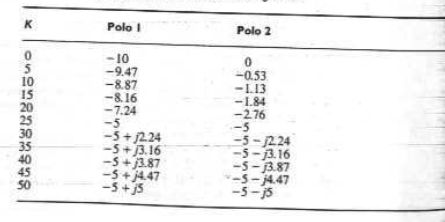 K Polo 1 Polo 2
0 -10 0
5 -9.47 -0.53
10 -8.87 -1.13
15 -8.16 -1.84
20 -7.24 -2.76
25 -5 -5
30 -5 + j2.24 -5 - j2.24
35 -5 + j3.16 -5 - j3.16
40 -5 + j3.87 -5 - j3.87
45 -5 + j4.47 -5 - j4.47
50 -5 + j5 -5 - j5